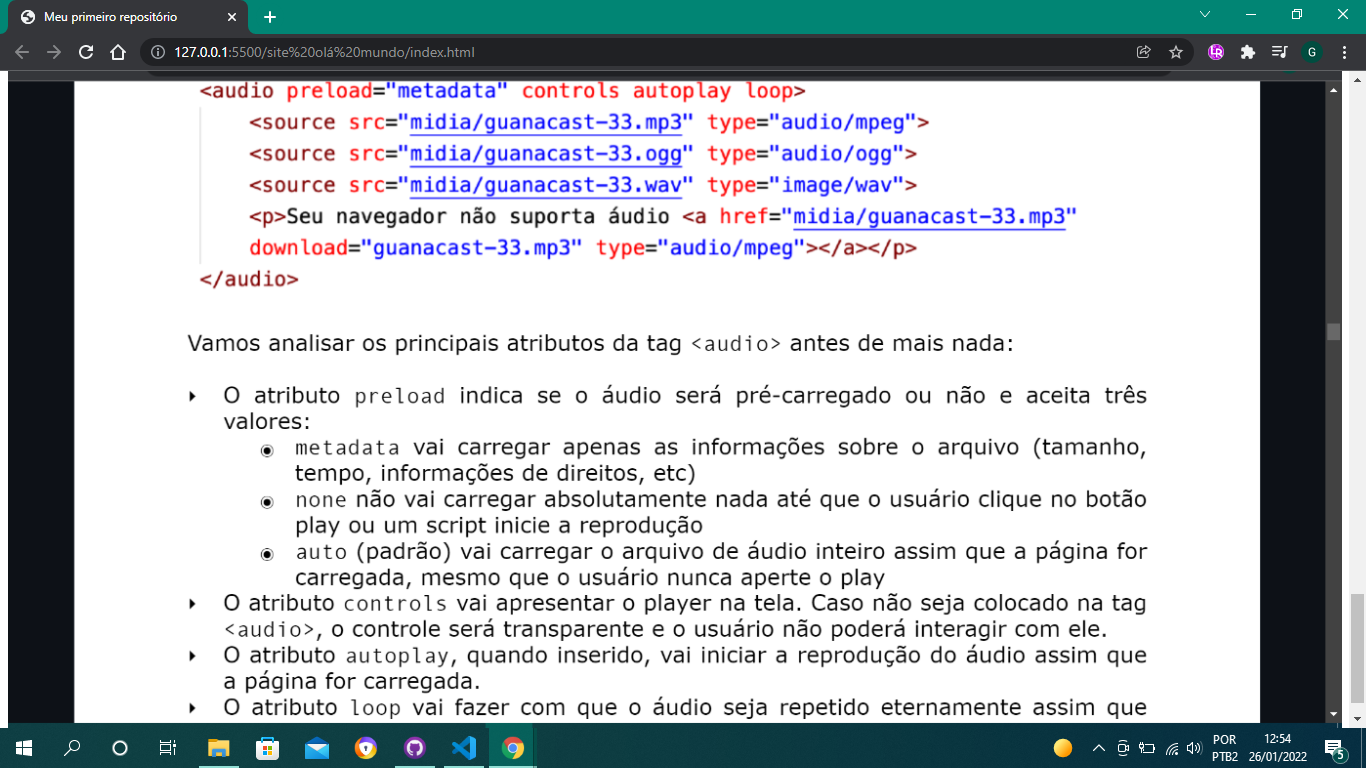 Meu primeiro repositório
127.0.0.1:5500/site%20olá%20mundo/index.html
G
<audio preload="metadata" controls autoplay loop>
<source src="midia/guanacast-33.mp3" type="audio/mpeg">
<source src="midia/guanacast-33.ogg" type="audio/ogg">
<source src="midia/guanacast-33.wav" type="image/wav">
<p>Seu navegador não suporta áudio <a href="midia/guanacast-33.mp3"
download="guanacast-33.mp3" type="audio/mpeg"></a></p>
</audio>
Vamos analisar os principais atributos da tag <audio> antes de mais nada:
O atributo preload indica se o áudio será pré-carregado ou não e aceita três
valores:
metadata vai carregar apenas as informações sobre o arquivo (tamanho,
tempo, informações de direitos, etc)
none não vai carregar absolutamente nada até que o usuário clique no botão
play ou um script inicie a reprodução
auto (padrão) vai carregar o arquivo de áudio inteiro assim que a página for
carregada, mesmo que o usuário nunca aperte o play
O atributo controls vai apresentar o player na tela. Caso não seja colocado na tag
<audio>, o controle será transparente e o usuário não poderá interagir com ele.
O atributo autoplay, quando inserido, vai iniciar a reprodução do áudio assim que
a página for carregada.
O atributo loop vai fazer com que o áudio seja repetido eternamente assim que
POR
PTB2
12:54
26/01/2022
5